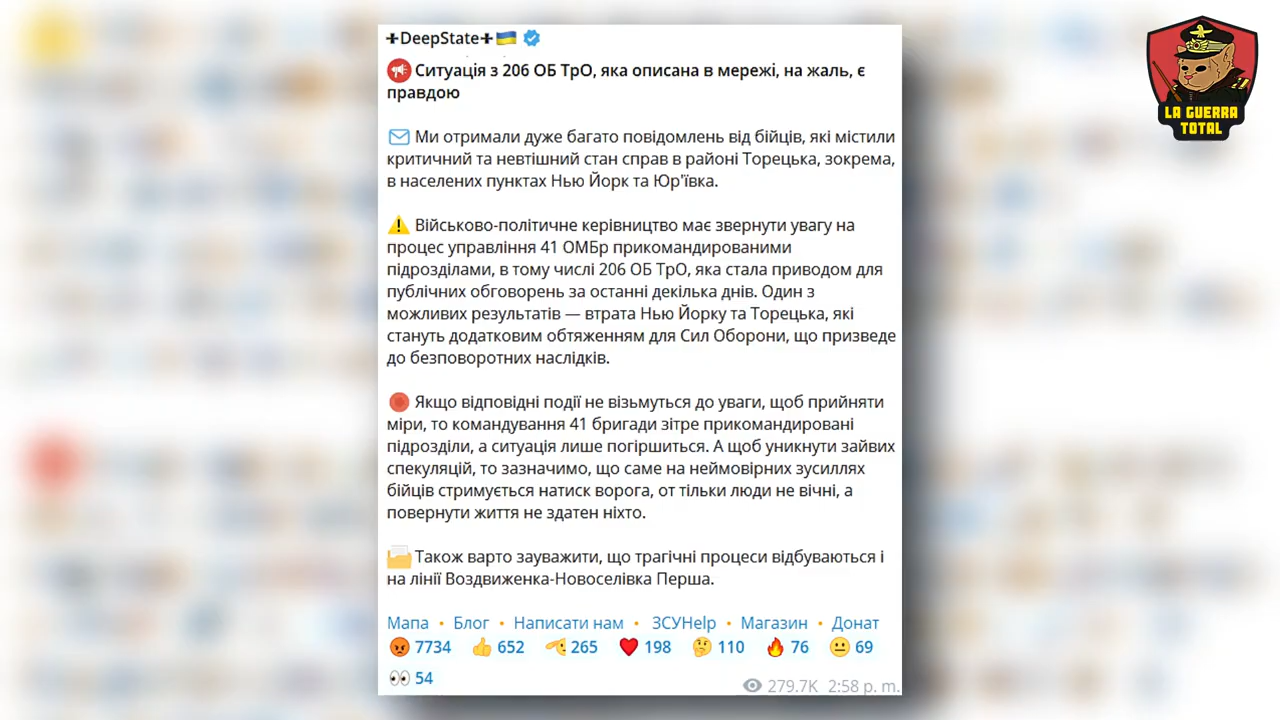 DeepState
Ситуація з 206 ОБ ТрО, яка описана в мережі, на жаль, є
правдою
Ми отримали дуже багато повідомлень від бійців, які містили
критичний та невтішний стан справ в районі Торецька, зокрема,
в населених пунктах Нью Йорк та Юр'ївка.
Військово-політичне керівництво має звернути увагу на
процес управління 41 ОМБр прикомандированими
підрозділами, в тому числі 206 ОБ ТрО, яка стала приводом для
публічних обговорень за останні декілька днів. Один з
можливих результатів — втрата Нью Йорку та Торецька, які
стануть додатковим обтяженням для Сил Оборони, що призведе
до безповоротних наслідків.
Якщо відповідні події не візьмуться до уваги, щоб прийняти
міри, то командування 41 бригади зітре прикомандировані
підрозділи, а ситуація лише погіршиться. А щоб уникнути зайвих
спекуляцій, то зазначимо, що саме на неймовірних зусиллях
бійців стримується натиск ворога, от тільки люди не вічні, а
повернути життя не здатен ніхто.
Також варто зауважити, що трагічні процеси відбуваються і
на лінії Воздвиженка-Новоселівка Перша.
Мапа • Блог • Написати нам • ЗСУHelp • Магазин • Донат
7734 652 265 198 110 76 69
54
279.7K 2:58 p. m.
LA GUERRA
TOTAL